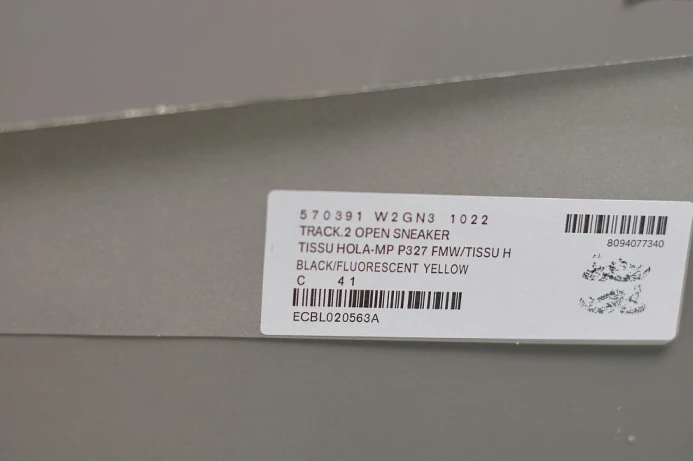 570391 W2GN3 1022
TRACK.2 OPEN SNEAKER
TISSU HOLA-MP P327 FMW/TISSU H
BLACK/FLUORESCENT YELLOW
C 41
ECBL020563A
8094077340